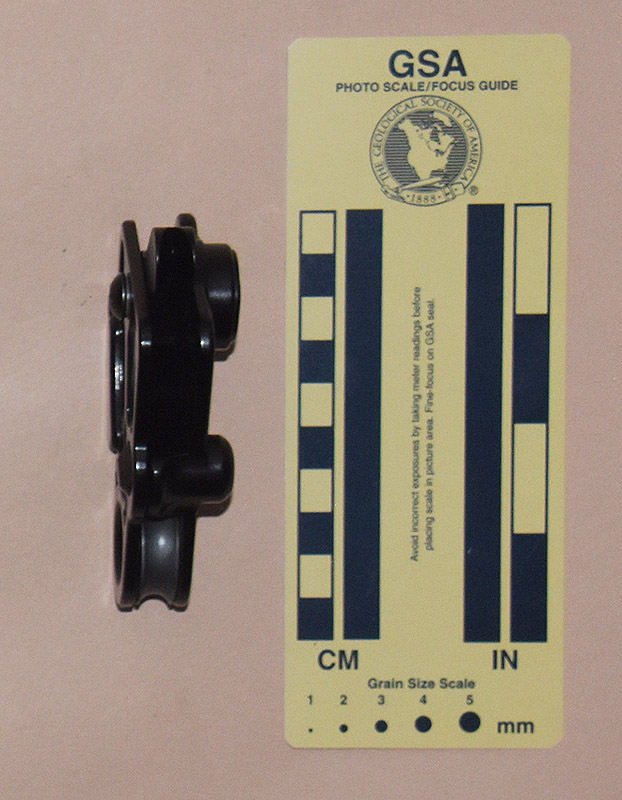 GSA
PHOTO SCALE/FOCUS GUIDE
THE GEOLOGICAL SOCIETY OF AMERICA
· 1888 ·
®
Avoid incorrect exposures by taking meter readings before
placing scale in picture area. Fine-focus on GSA seal.
CM IN
Grain Size Scale
1 2 3 4 5
mm